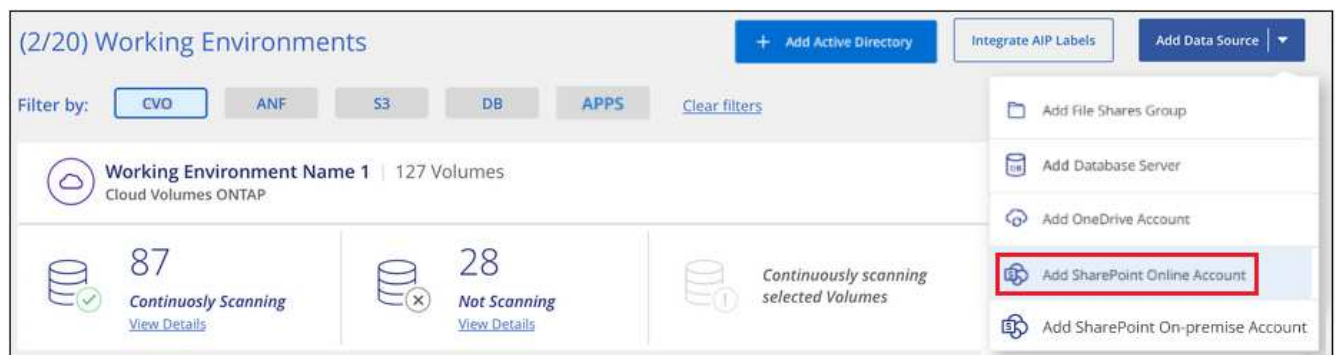 (2/20) Working Environments
+ Add Active Directory
Integrate AIP Labels
Add Data Source
Filter by:
CVO
ANF
S3
DB
APPS
Clear filters
Add File Shares Group
Working Environment Name 1 | 127 Volumes
Cloud Volumes ONTAP
DB
Add Database Server
Add OneDrive Account
87
Continuosly Scanning
View Details
28
Not Scanning
View Details
Continuously scanning
selected Volumes
S Add SharePoint Online Account
S Add SharePoint On-premise Account